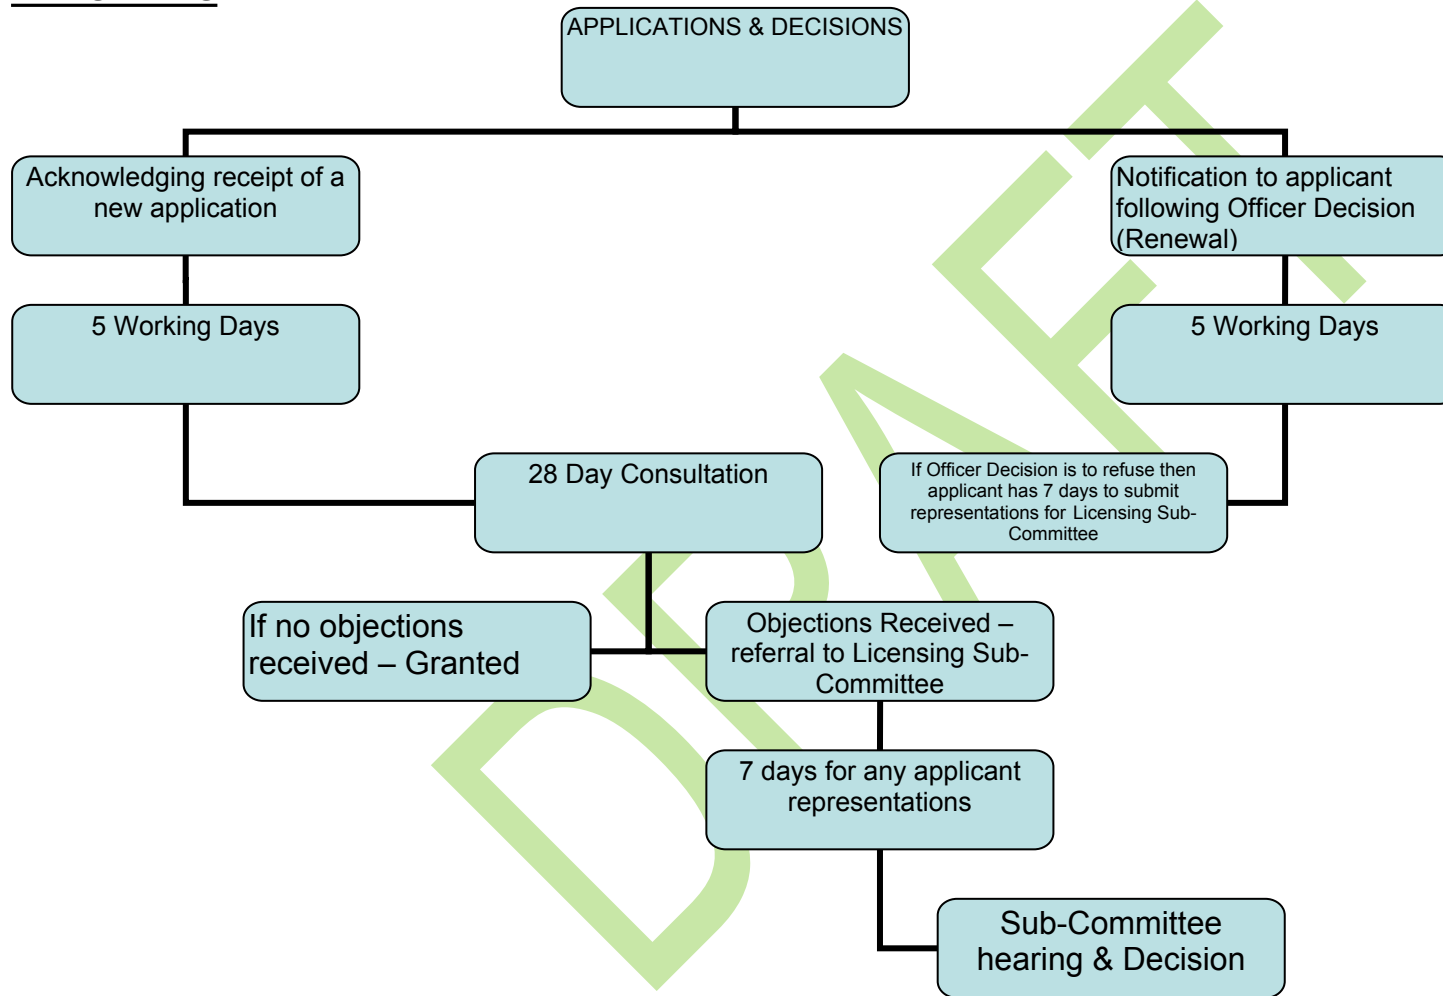 APPLICATIONS & DECISIONS
Acknowledging receipt of a
new application
Notification to applicant
following Officer Decision
(Renewal)
5 Working Days
5 Working Days
28 Day Consultation
If Officer Decision is to refuse then
applicant has 7 days to submit
representations for Licensing Sub-
Committee
If no objections
received – Granted
Objections Received –
referral to Licensing Sub-
Committee
7 days for any applicant
representations
Sub-Committee
hearing & Decision
DRAFT